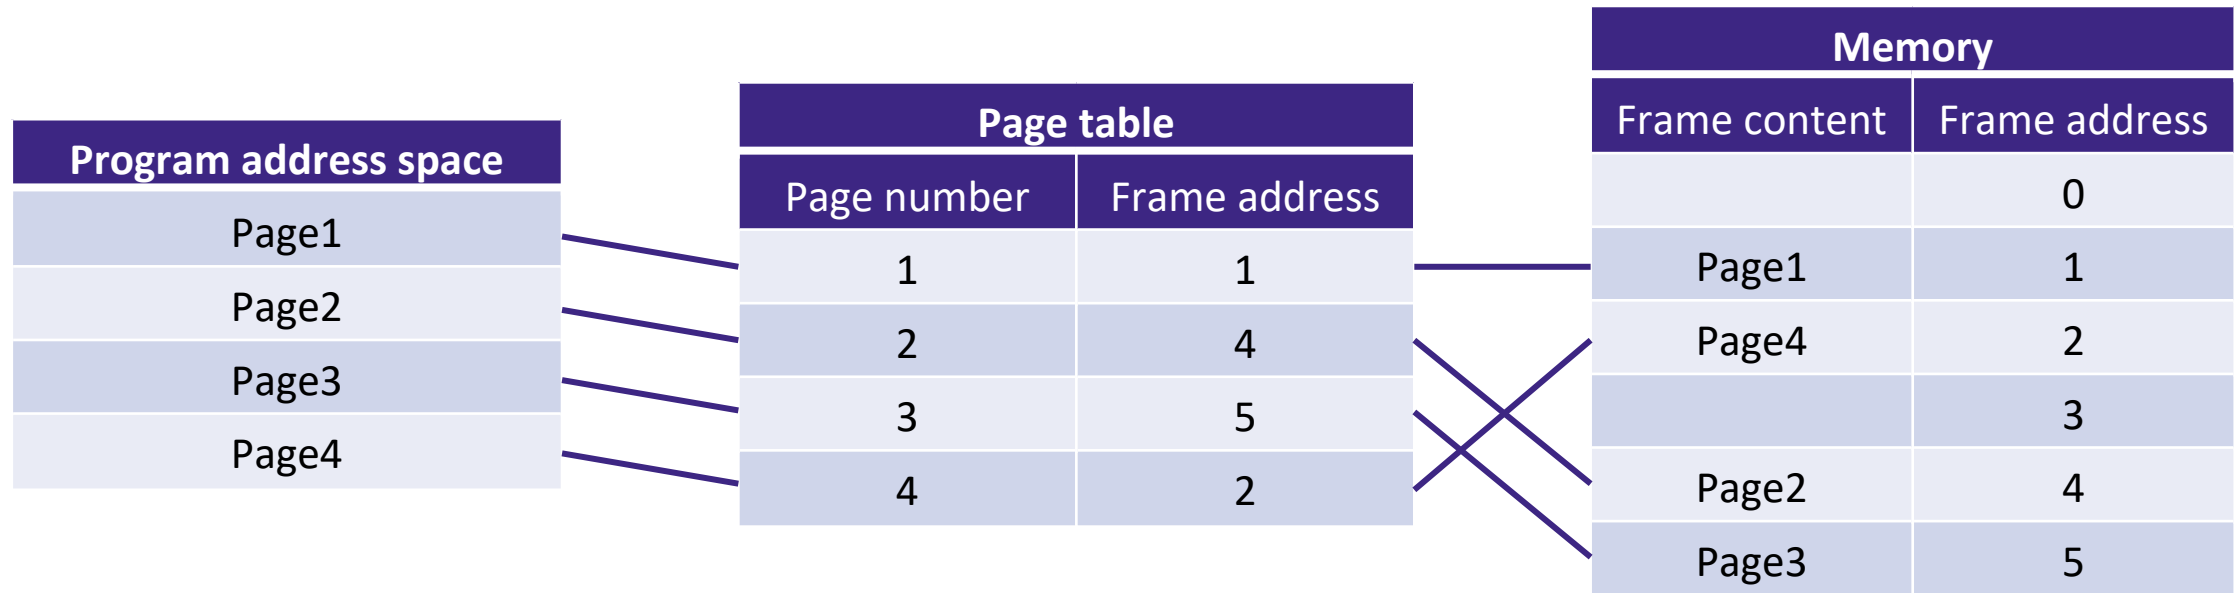 Program address space
Page1
Page2
Page3
Page4
Page table
Page number Frame address
1 1
2 4
3 5
4 2
Memory
Frame content Frame address
0
Page1 1
Page4 2
3
Page2 4
Page3 5